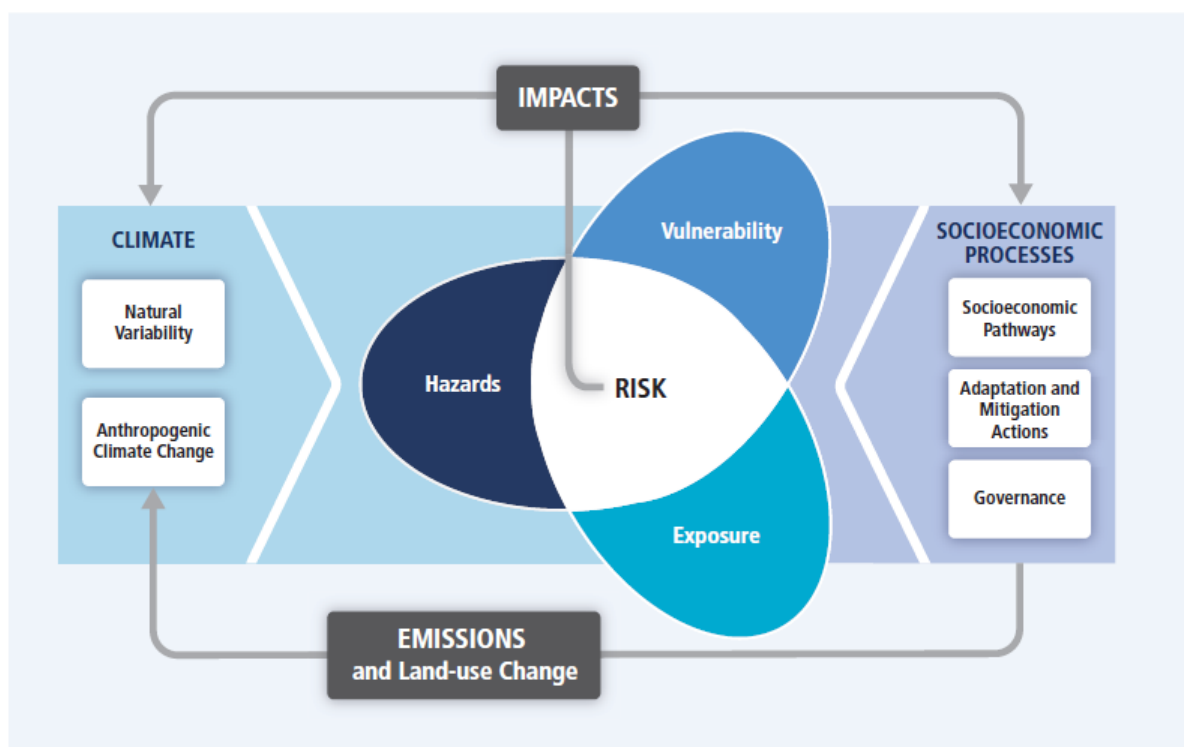 IMPACTS
CLIMATE
Natural
Variability
Anthropogenic
Climate Change
Vulnerability
Hazards
RISK
Exposure
SOCIOECONOMIC
PROCESSES
Socioeconomic
Pathways
Adaptation and
Mitigation
Actions
Governance
EMISSIONS
and Land-use Change